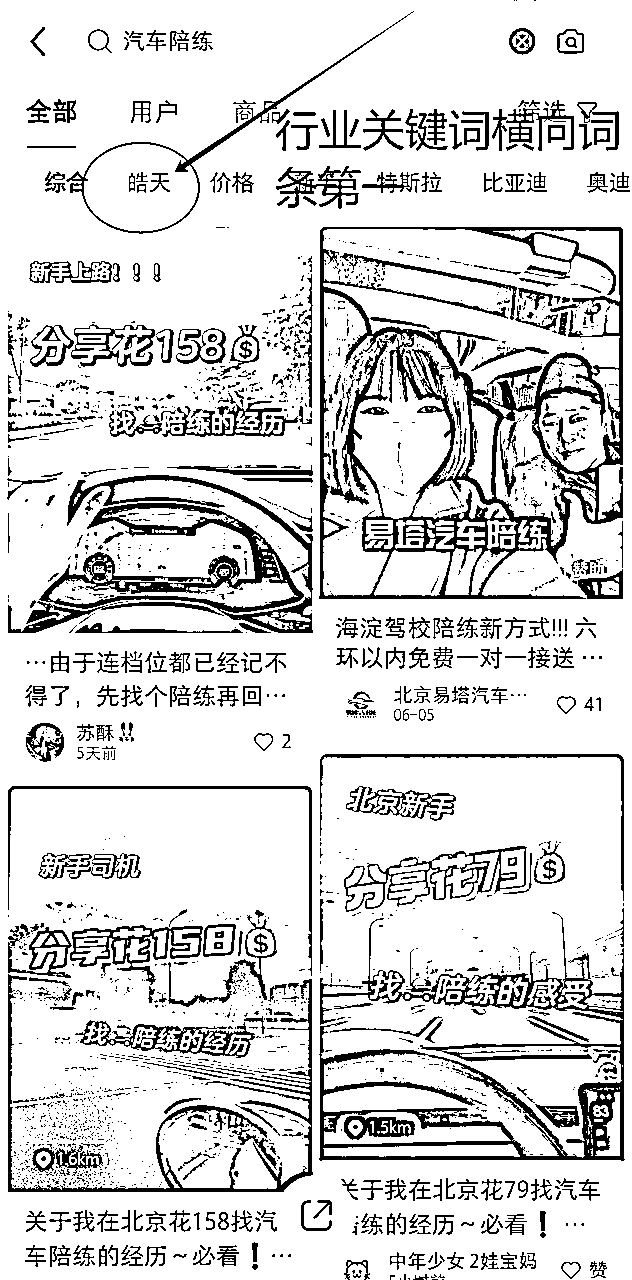 汽车陪练
全部 用户 商品 筛选
行业关键词横向词
条第一
综合 皓天 价格 特斯拉 比亚迪 奥迪
新手上路！！！
分享花158
找一陪练的经历
…由于连档位都已经记不
得了，先找个陪练再回…
苏酥
5天前
2
易塔汽车陪练
赞助
海淀驾校陪练新方式!!! 六
环以内免费一对一接送 …
北京易塔汽车…
06-05
41
新手司机
分享花158
找一陪练的经历
1.6km
关于我在北京花158找汽
车陪练的经历～必看❗ …
北京新手
分享花79
找一陪练的感受
1.5km
关于我在北京花79找汽车
陪练的经历～必看❗ …
中年少女 2娃宝妈
赞